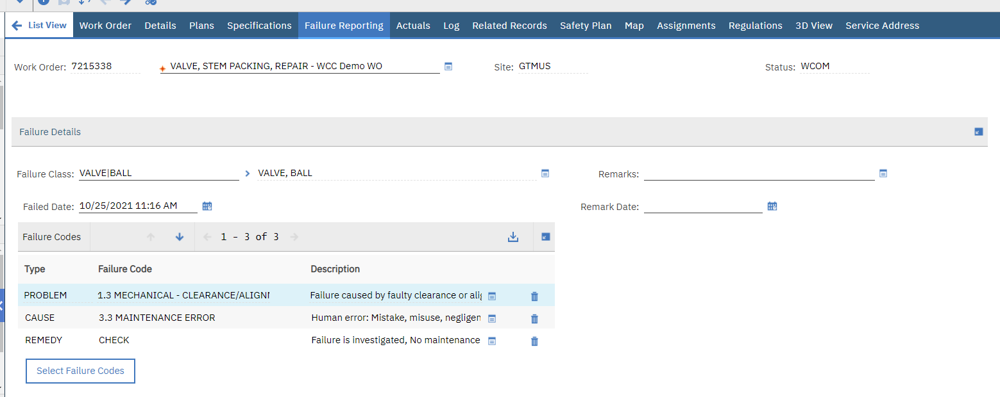 List View Work Order Details Plans Specifications Failure Reporting Actuals Log Related Records Safety Plan Map Assignments Regulations 3D View Service Address
Work Order: 7215338 VALVE, STEM PACKING, REPAIR - WCC Demo WO Site: GTMUS Status: WCOM
Failure Details
Failure Class: VALVE|BALL VALVE, BALL Remarks:
Failed Date: 10/25/2021 11:16 AM Remark Date:
Failure Codes 1 - 3 of 3
Type Failure Code Description
PROBLEM 1.3 MECHANICAL - CLEARANCE/ALIGN Failure caused by faulty clearance or alig
CAUSE 3.3 MAINTENANCE ERROR Human error: Mistake, misuse, negligen
REMEDY CHECK Failure is investigated, No maintenance
Select Failure Codes